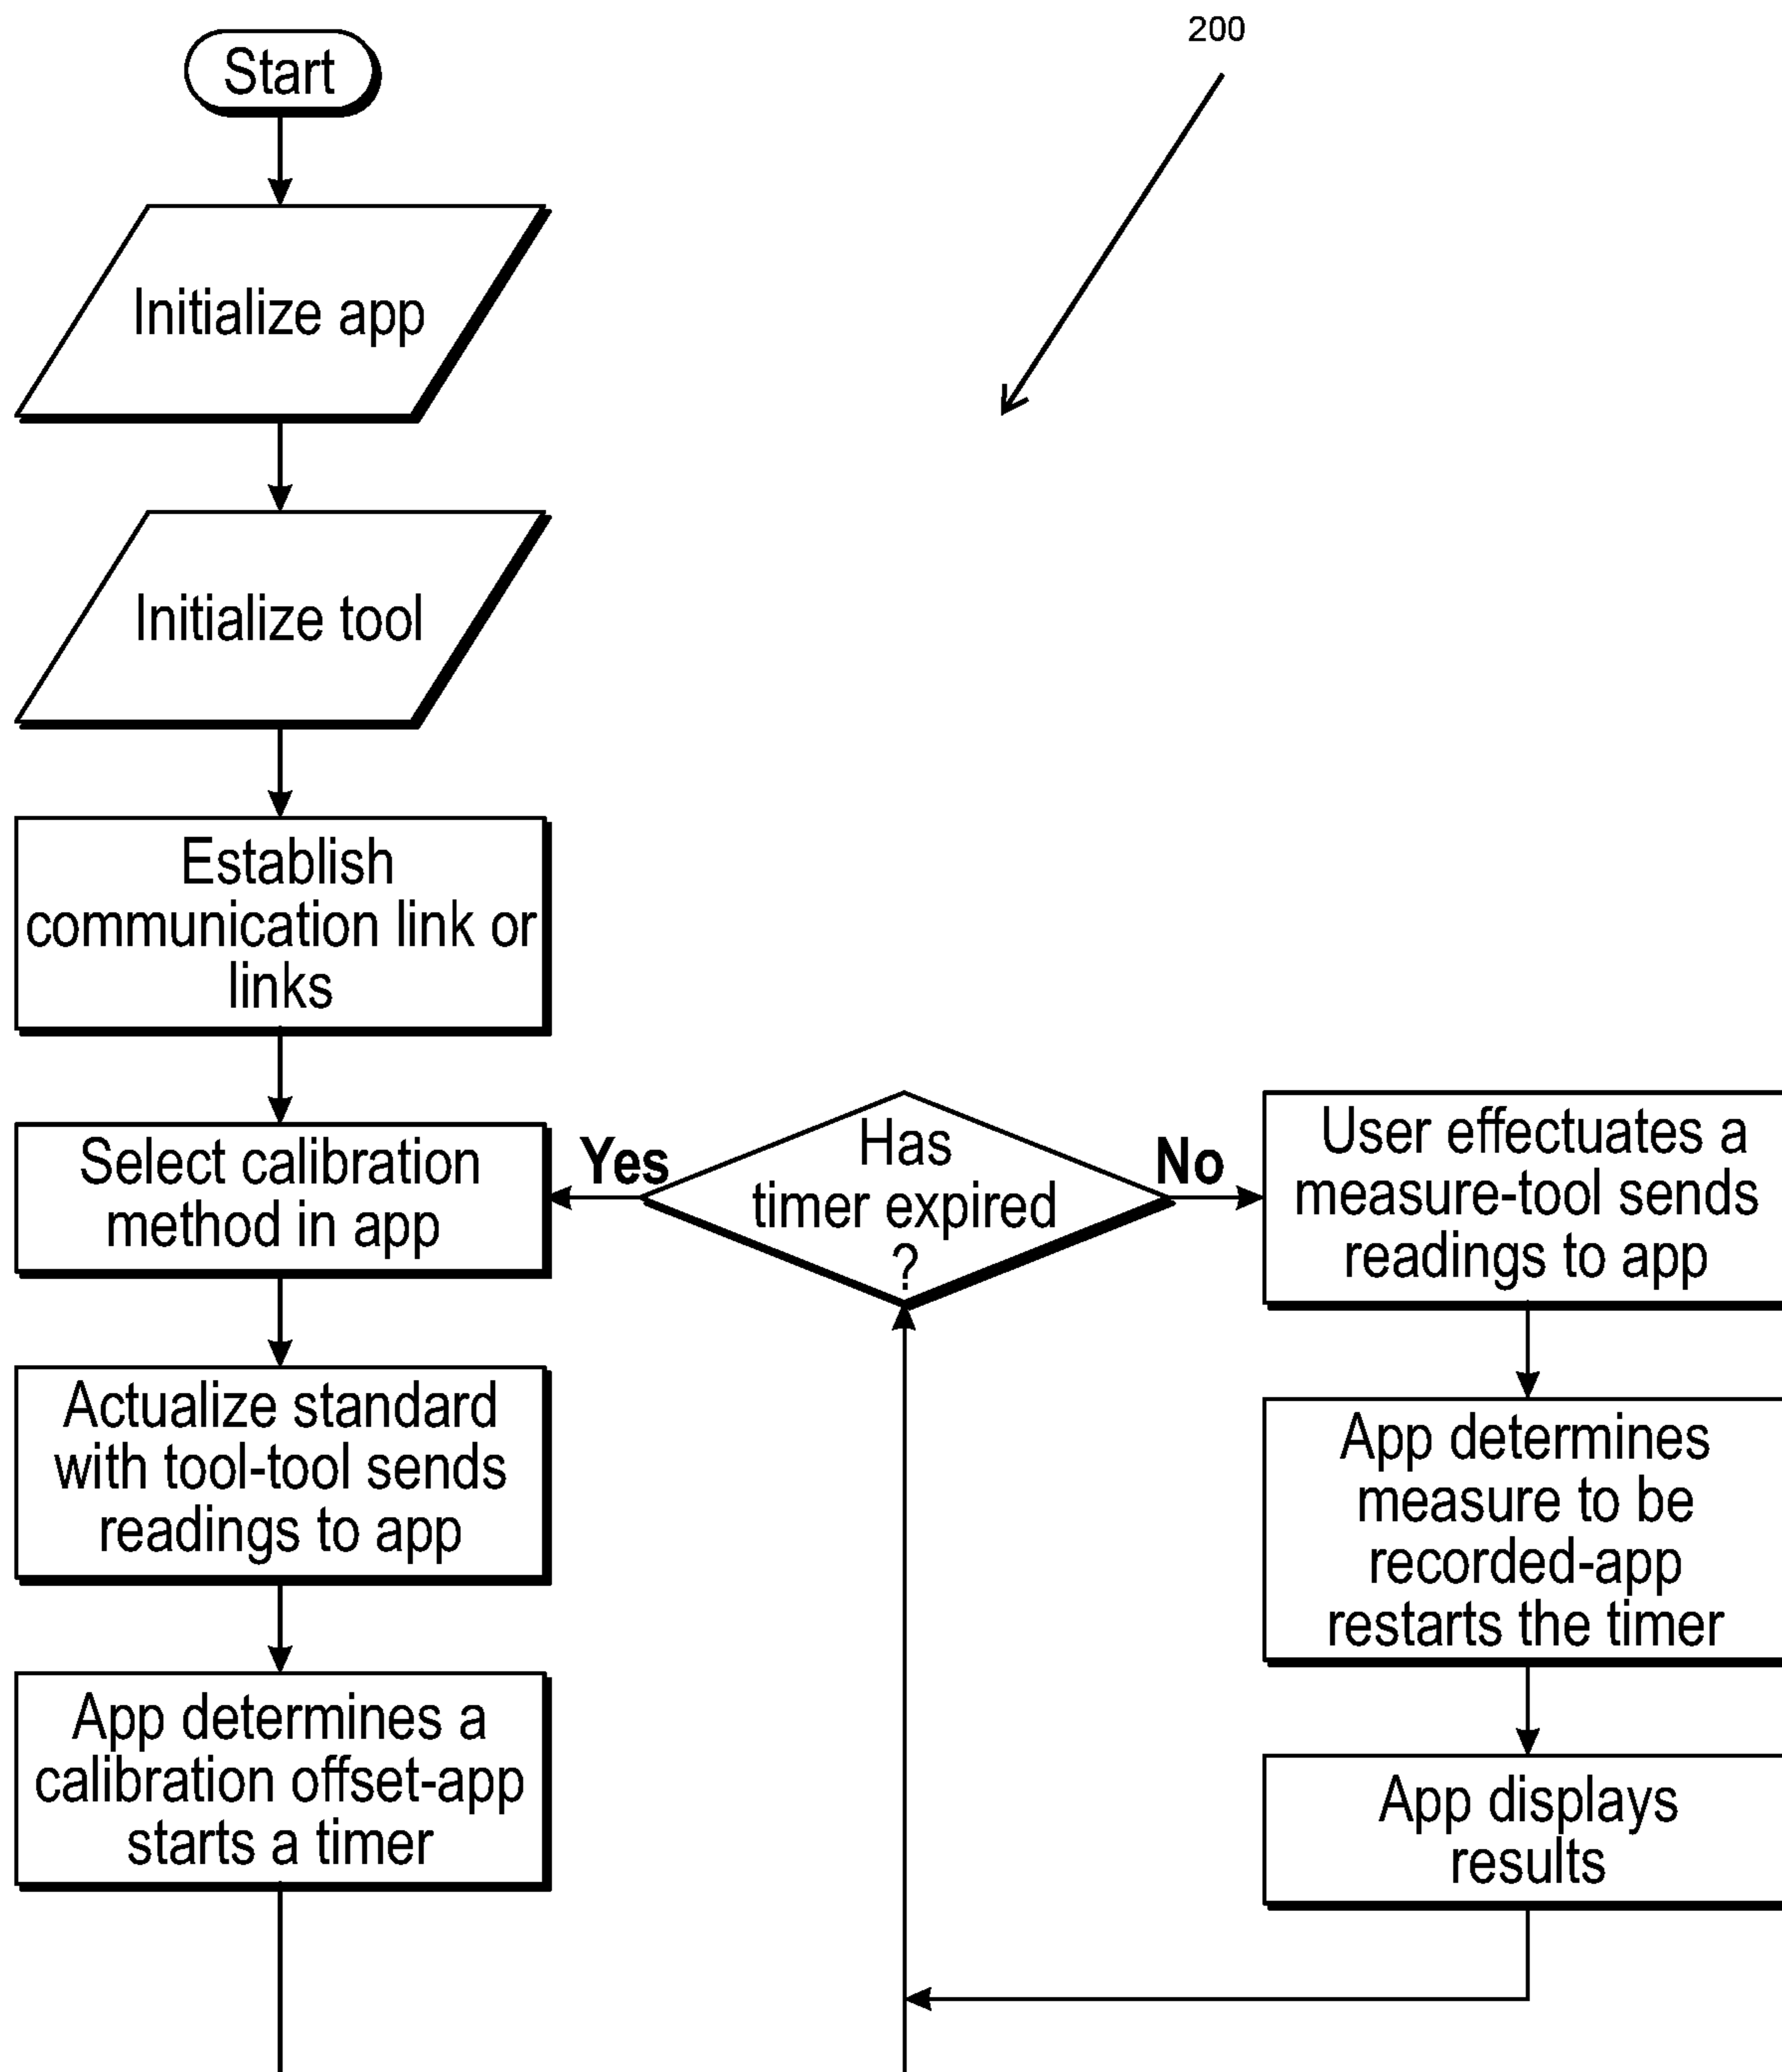 200
Start
Initialize app
Initialize tool
Establish
communication link or
links
Select calibration
method in app
Actualize standard
with tool-tool sends
readings to app
App determines a
calibration offset-app
starts a timer
Yes
Has
timer expired
?
No
User effectuates a
measure-tool sends
readings to app
App determines
measure to be
recorded-app
restarts the timer
App displays
results